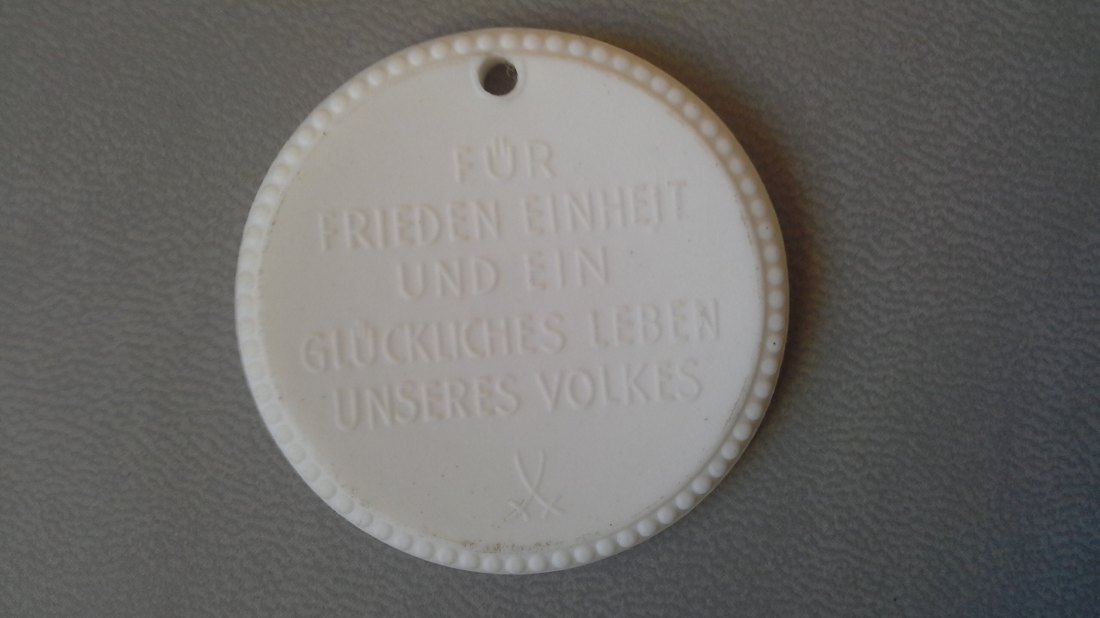 FÜR
FRIEDEN EINHEIT
UND EIN
GLÜCKLICHES LEBEN
UNSERES VOLKES